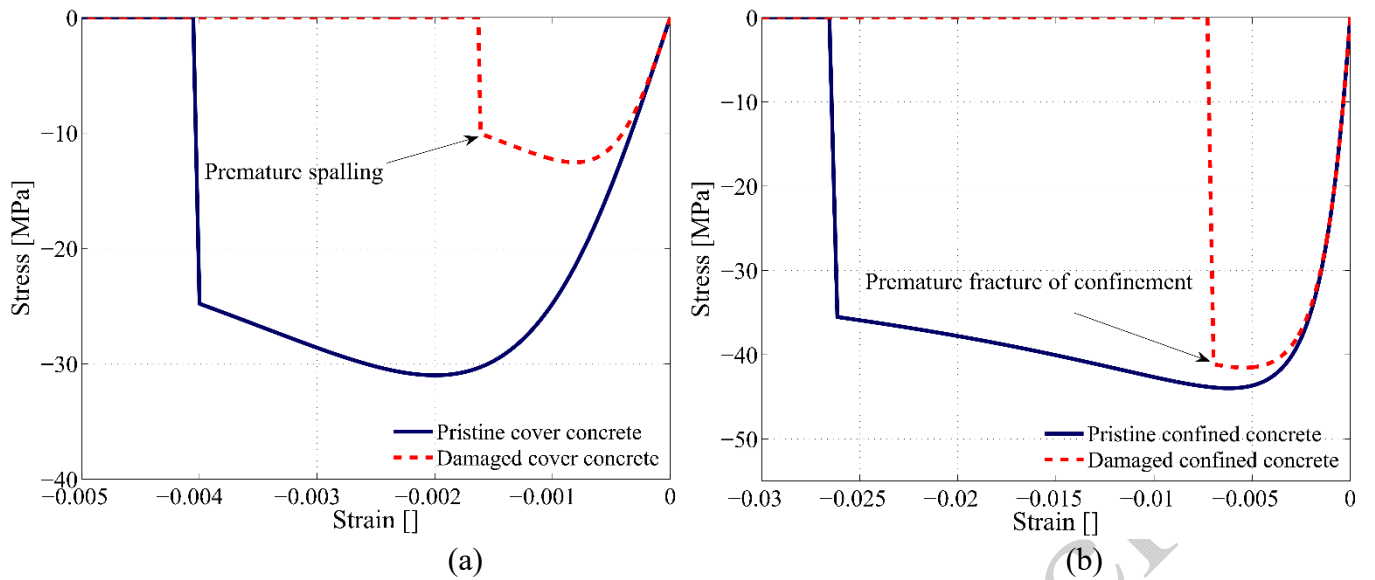 0
−10
−20
−30
−40
Stress [MPa]
Premature spalling
Pristine cover concrete
Damaged cover concrete
−0.005
−0.004
−0.003
−0.002
−0.001
0
Strain []
(a)
0
−10
−20
−30
−40
−50
Stress [MPa]
Premature fracture of confinement
Pristine confined concrete
Damaged confined concrete
−0.03
−0.025
−0.02
−0.015
−0.01
−0.005
0
Strain []
(b)